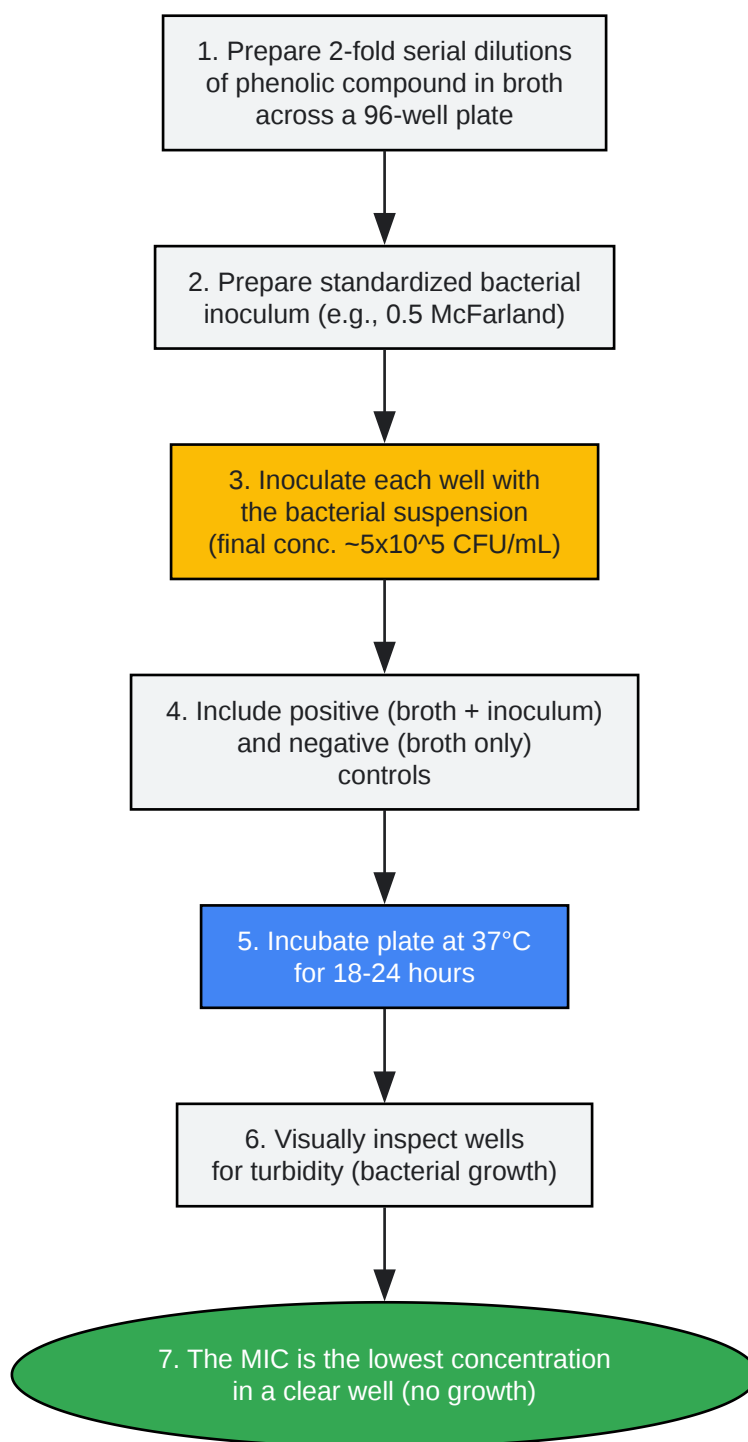 1. Prepare 2-fold serial dilutions
of phenolic compound in broth
across a 96-well plate
2. Prepare standardized bacterial
inoculum (e.g., 0.5 McFarland)
3. Inoculate each well with
the bacterial suspension
(final conc. ~5x10^5 CFU/mL)
4. Include positive (broth + inoculum)
and negative (broth only)
controls
5. Incubate plate at 37°C
for 18-24 hours
6. Visually inspect wells
for turbidity (bacterial growth)
7. The MIC is the lowest concentration
in a clear well (no growth)